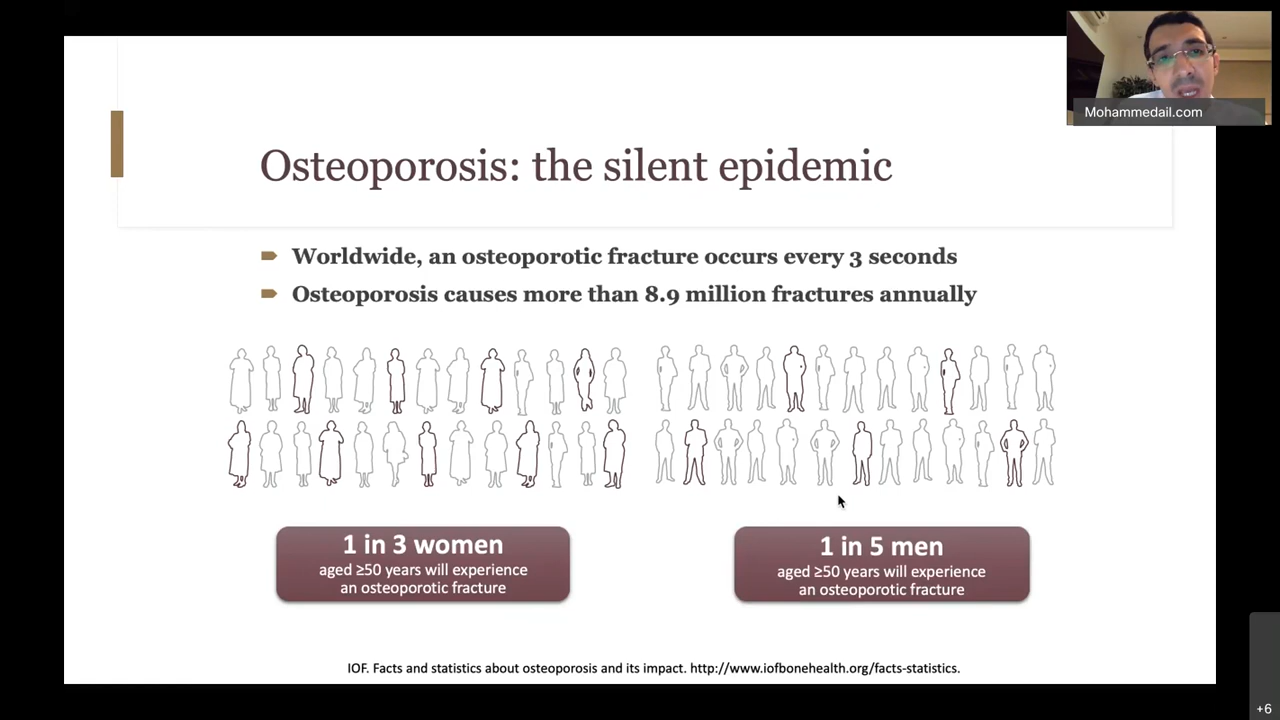 Mohammedail.com
Osteoporosis: the silent epidemic
Worldwide, an osteoporotic fracture occurs every 3 seconds
Osteoporosis causes more than 8.9 million fractures annually
1 in 3 women
aged ≥50 years will experience
an osteoporotic fracture
1 in 5 men
aged ≥50 years will experience
an osteoporotic fracture
IOF. Facts and statistics about osteoporosis and its impact. http://www.iofbonehealth.org/facts-statistics.
+6